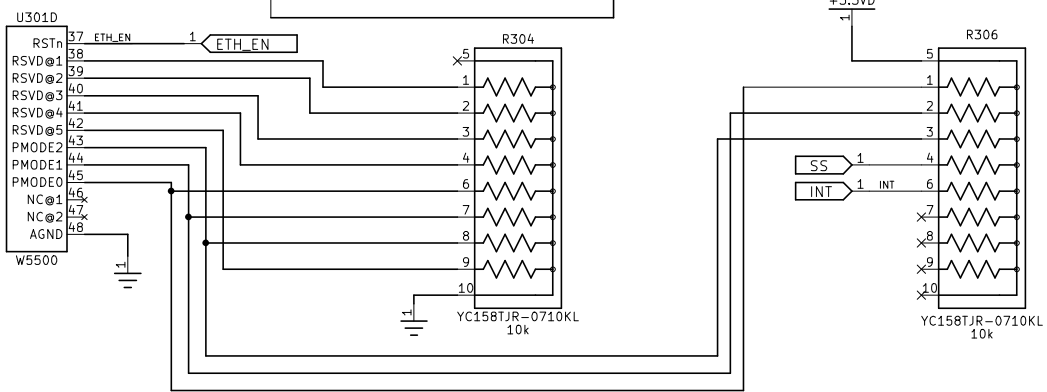 +3.3VD
1
U301D
RSTn 37 ETH_EN 1 ETH_EN
RSVD@1 38
RSVD@2 39
RSVD@3 40
RSVD@4 41
RSVD@5 42
PMODE2 43
PMODE1 44
PMODE0 45
NC@1 46
NC@2 47
AGND 48
W5500
1
R304
5
1
2
3
4
6
7
8
9
10
1
YC158TJR-0710KL
10k
R306
5
1
2
3
SS 1 4
INT 1 INT 6
7
8
9
10
YC158TJR-0710KL
10k